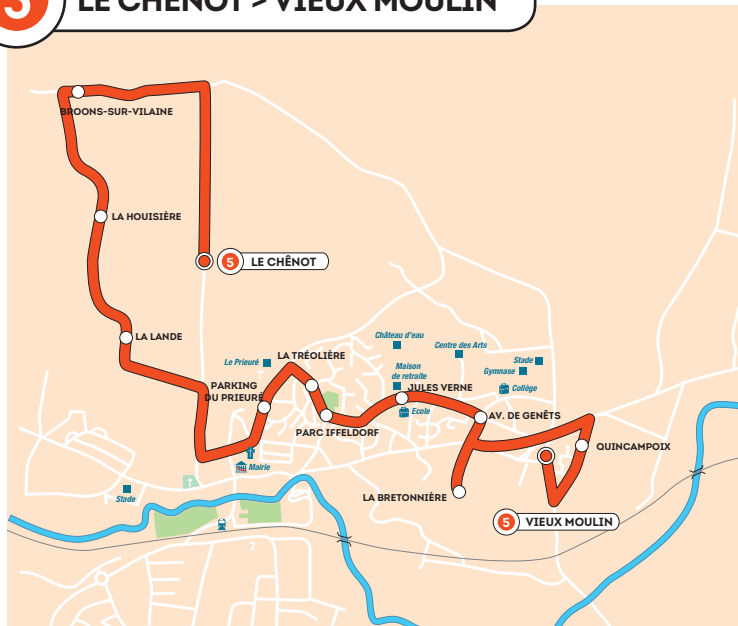 5 LE CHÊNOT > VIEUX MOULIN
BROONS-SUR-VILAINE
LA HOUISIÈRE
5 LE CHÊNOT
LA LANDE
Château d'eau
Centre des Arts
Le Prieuré
LA TRÉOLIÈRE
Stade
Maison
de retraite
Gymnase
PARKING
DU PRIEURÉ
JULES VERNE
Collège
Ecole
AV. DE GENÊTS
PARC IFFELDORF
QUINCAMPOIX
Mairie
Stade
LA BRETONNIÈRE
5 VIEUX MOULIN
2